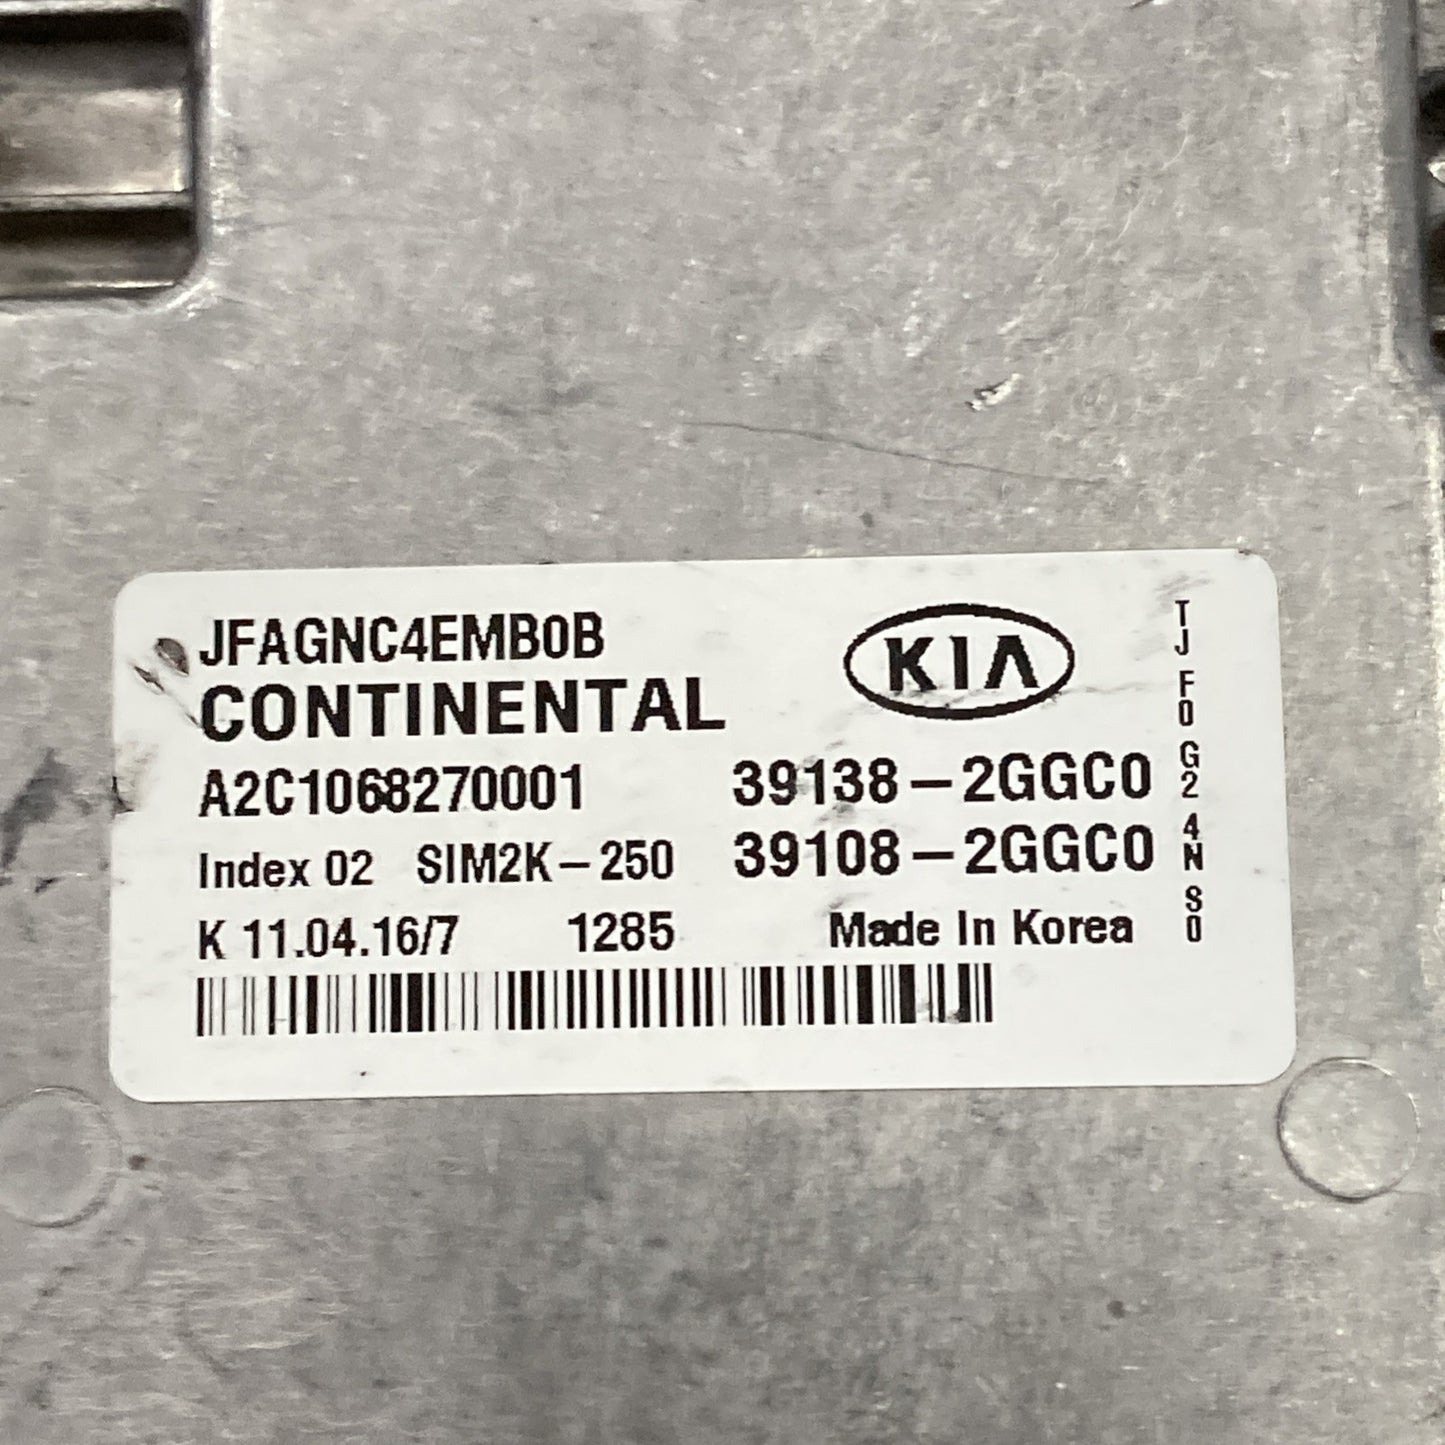 JFAGNC4EMB0B
KIA
CONTINENTAL
A2C1068270001 39138-2GGC0
Index 02 SIM2K-250 39108-2GGC0
K 11.04.16/7 1285 Made In Korea
TJ F0 G2 4N S0